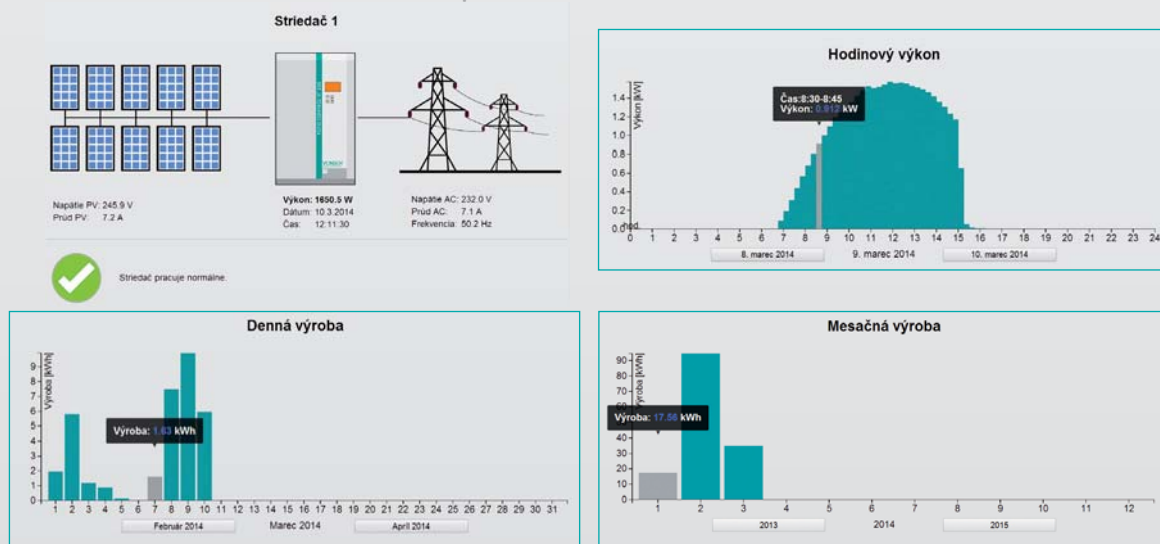 Striedač 1
Napätie PV: 245.9 V
Prúd PV: 7.2 A
Výkon: 1650.5 W
Dátum: 10.3.2014
Čas: 12:11:30
Napätie AC: 232.0 V
Prúd AC: 7.1 A
Frekvencia: 50.2 Hz
Striedač pracuje normálne.
Hodinový výkon
Výkon [kW]
1.4
1.2
1.0
0.8
0.6
0.4
0.2
0.0
hod.
Čas:8:30-8:45
Výkon: 0.912 kW
0 1 2 3 4 5 6 7 8 9 10 11 12 13 14 15 16 17 18 19 20 21 22 23 24
8. marec 2014 9. marec 2014 10. marec 2014
Denná výroba
Výroba [kWh]
9
8
7
6
5
4
3
2
1
0
Výroba: 1.63 kWh
1 2 3 4 5 6 7 8 9 10 11 12 13 14 15 16 17 18 19 20 21 22 23 24 25 26 27 28 29 30 31
Február 2014 Marec 2014 Apríl 2014
Mesačná výroba
Výroba [kWh]
90
80
70
60
50
40
30
20
10
0
Výroba: 17.56 kWh
1 2 3 4 5 6 7 8 9 10 11 12
2013 2014 2015